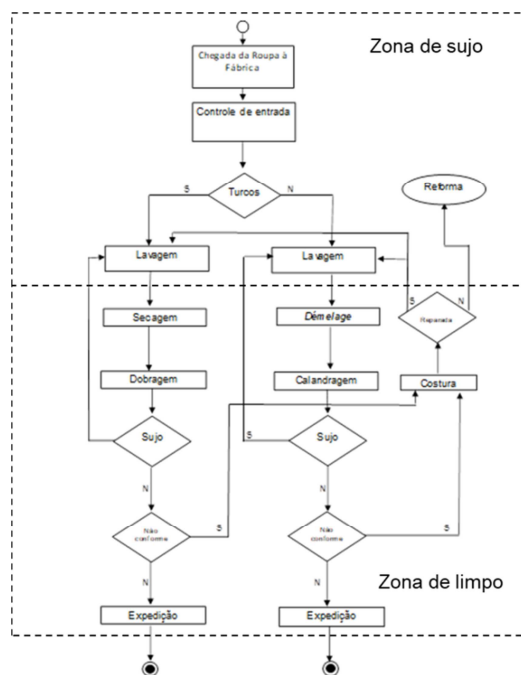 Zona de sujo
Chegada da Roupa à
Fábrica
Controle de entrada
Turcos
S
N
Reforma
Lavagem
Lavagem
S
N
Reparada
Secagem
Démelage
Dobragem
Calandragem
Costura
Sujo
S
Sujo
S
N
N
Não
conforme
S
Não
conforme
S
N
N
Zona de limpo
Expedição
Expedição